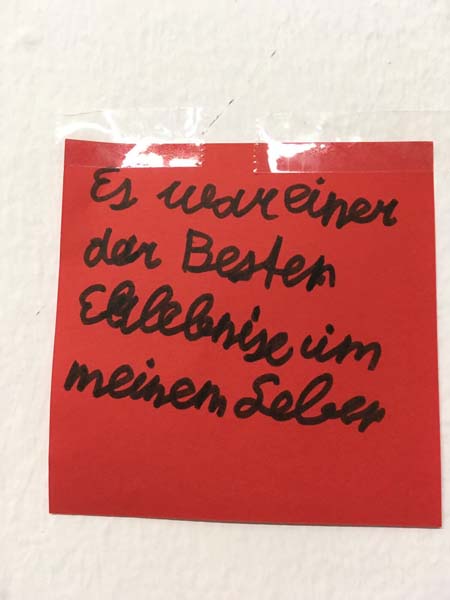 Es war einer
der Besten
Erlebnise im
meinem Leben